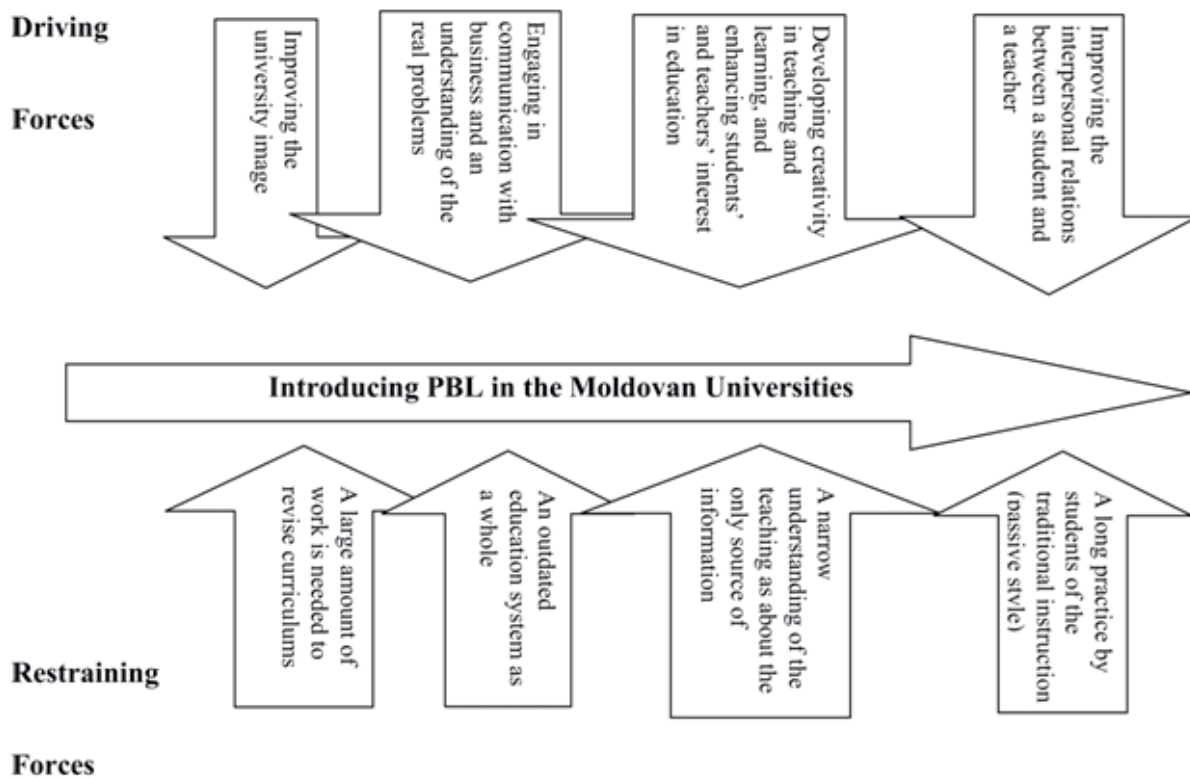 Driving
Forces
Improving the
university image
Engaging in
communication with
business and an
understanding of the
real problems
Developing creativity
in teaching and in
learning, and
enhancing students'
and teachers' interest
in education
Improving the
interpersonal relations
between a student and
a teacher
Introducing PBL in the Moldovan Universities
A large amount of
work is needed to
revise curriculums
An outdated
education system as
a whole
A narrow
understanding of the
teaching as about the
only source of
information
A long practice by
students of the
traditional instruction
(passive style)
Restraining
Forces